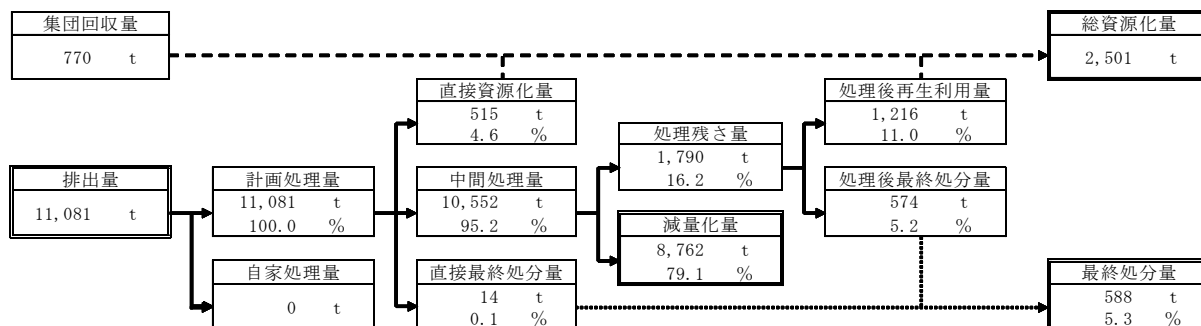 集団回収量
770 t
総資源化量
2,501 t
直接資源化量
515 t
4.6 %
処理後再生利用量
1,216 t
11.0 %
処理残さ量
1,790 t
16.2 %
排出量
11,081 t
計画処理量
11,081 t
100.0 %
中間処理量
10,552 t
95.2 %
処理後最終処分量
574 t
5.2 %
減量化量
8,762 t
79.1 %
自家処理量
0 t
直接最終処分量
14 t
0.1 %
最終処分量
588 t
5.3 %